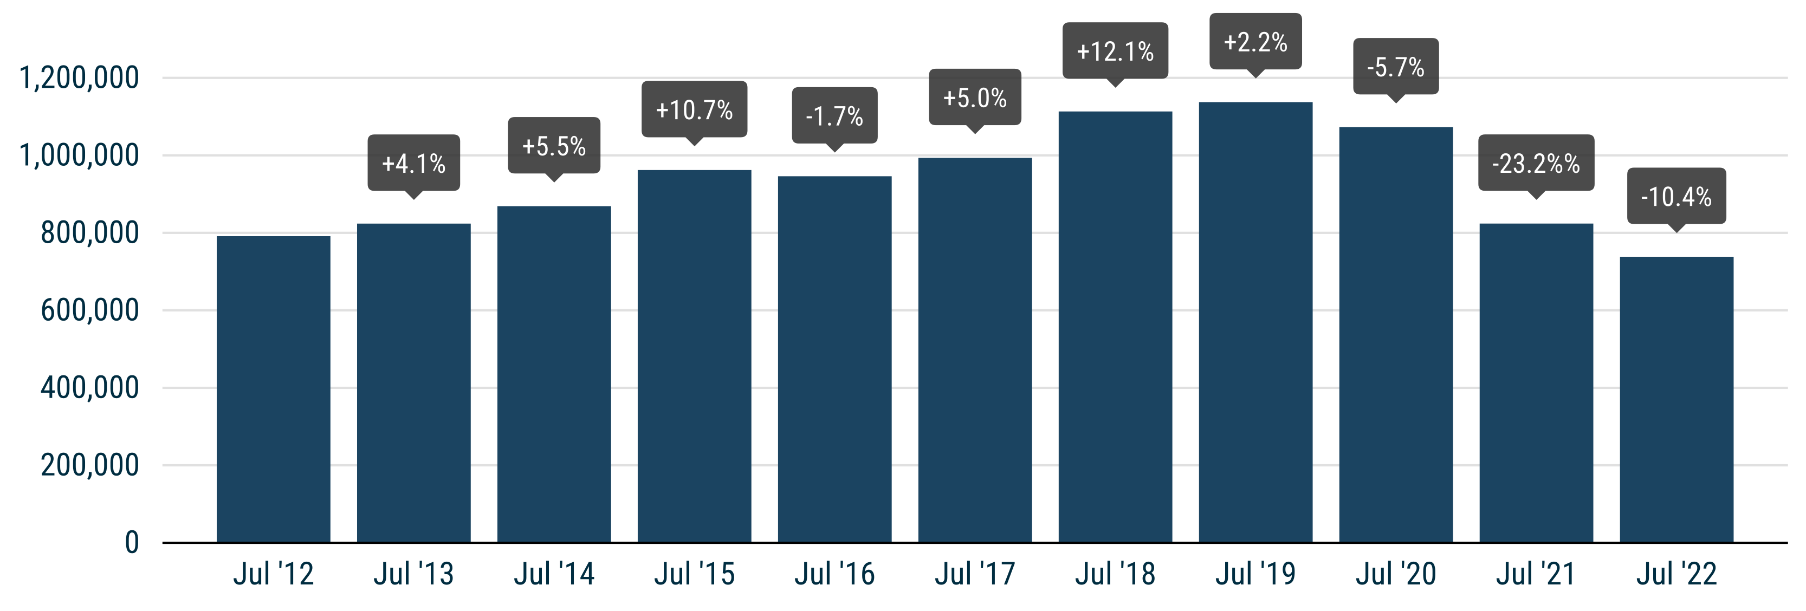 +2.2%
+12.1%
-5.7%
1,200,000
+5.0%
+10.7%
-1.7%
+5.5%
1,000,000
+4.1%
-23.2%%
-10.4%
800,000
600,000
400,000
200,000
0
Jul '12
Jul '13
Jul '14
Jul '15
Jul '16
Jul '17
Jul '18
Jul '19
Jul '20
Jul '21
Jul '22